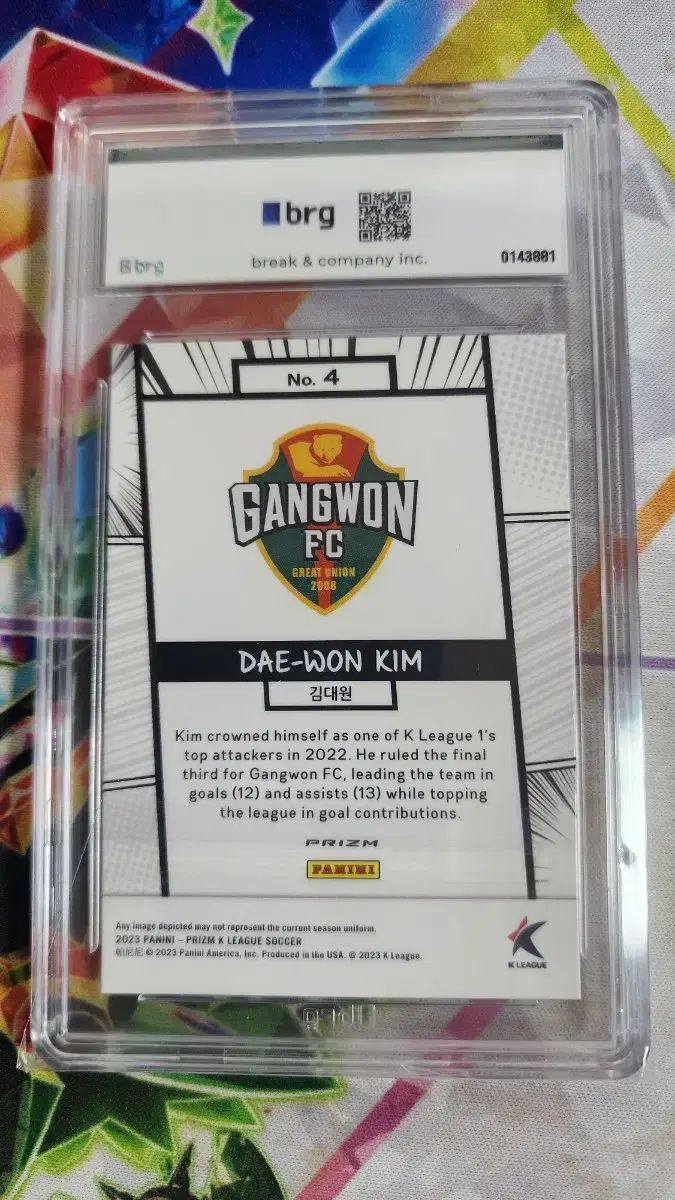 brg
brg
break & company inc.
0143881
No. 4
GANGWON
FC
GREAT UNION
2008
DAE-WON KIM
김대원
Kim crowned himself as one of K League 1's
top attackers in 2022. He ruled the final
third for Gangwon FC, leading the team in
goals (12) and assists (13) while topping
the league in goal contributions.
PRIZM
PANINI
Any image depicted may not represent the current season uniform.
2023 PANINI – PRIZM K LEAGUE SOCCER
帕尼尼 © 2023 Panini America, Inc. Produced in the USA. © 2023 K League.
K LEAGUE
brg